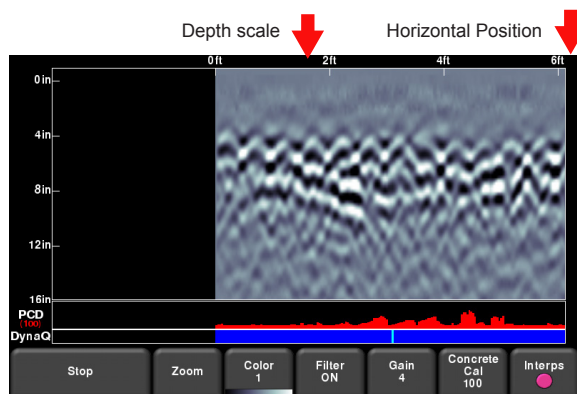 Depth scale
Horizontal Position
0ft 2ft 4ft 6ft
0in
4in
8in
12in
16in
PCD
(100)
DynaQ
Stop
Zoom
Color
1
Filter
ON
Gain
4
Concrete
Cal
100
Interps